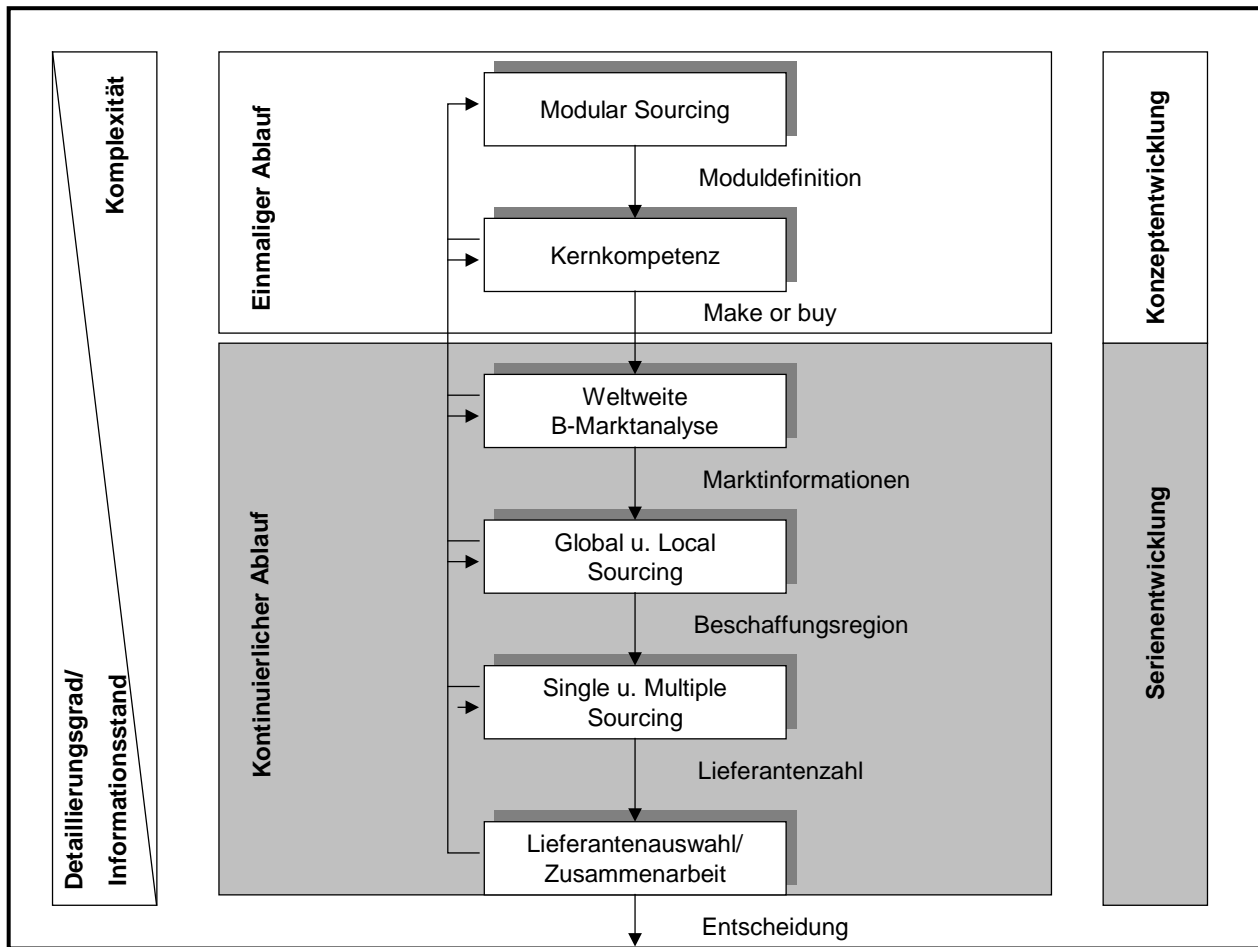 Komplexität
Detaillierungsgrad/
Informationsstand
Einmaliger Ablauf
Modular Sourcing
Moduldefinition
Kernkompetenz
Make or buy
Kontinuierlicher Ablauf
Weltweite
B-Marktanalyse
Marktinformationen
Global u. Local
Sourcing
Beschaffungsregion
Single u. Multiple
Sourcing
Lieferantenzahl
Lieferantenauswahl/
Zusammenarbeit
Entscheidung
Konzeptentwicklung
Serienentwicklung